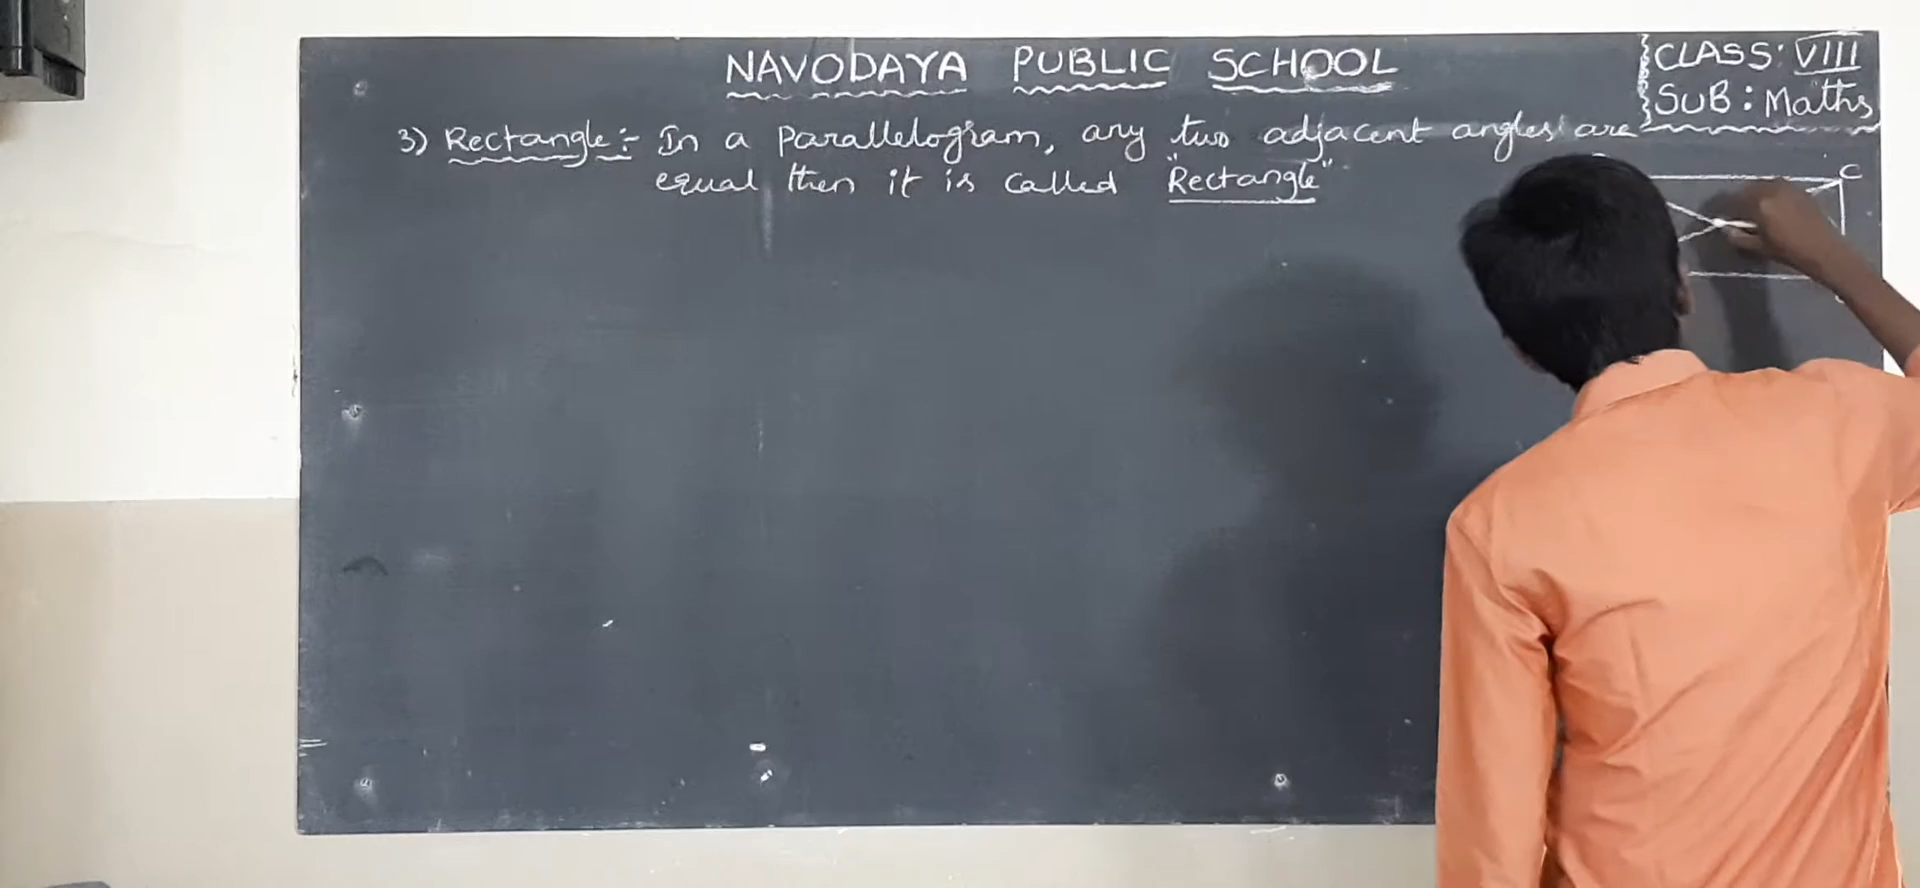 NAVODAYA PUBLIC SCHOOL
CLASS: VIII
SUB: Maths
3) Rectangle:- In a parallelogram, any two adjacent angles are
equal then it is called "Rectangle"
C